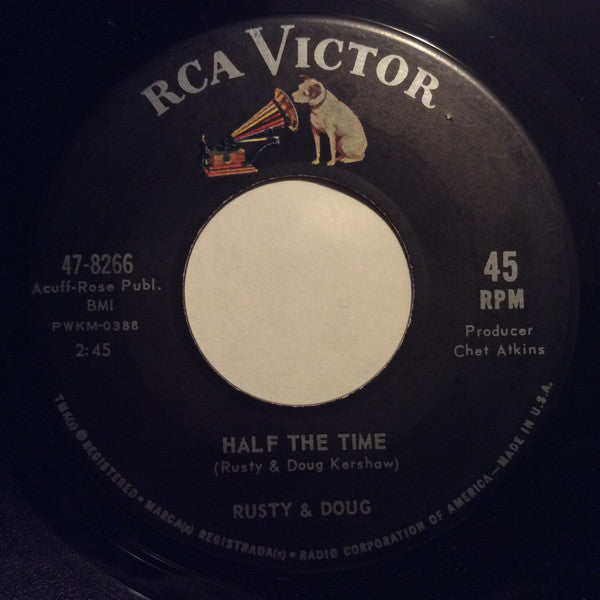 RCA VICTOR
47-8266
Acuff-Rose Publ.
BMI
PWKM-0388
2:45
45
RPM
Producer
Chet Atkins
HALF THE TIME
(Rusty & Doug Kershaw)
RUSTY & DOUG
TMK(s) ® REGISTERED • MARCA(s) REGISTRADA(s) • RADIO CORPORATION OF AMERICA—MADE IN U.S.A.